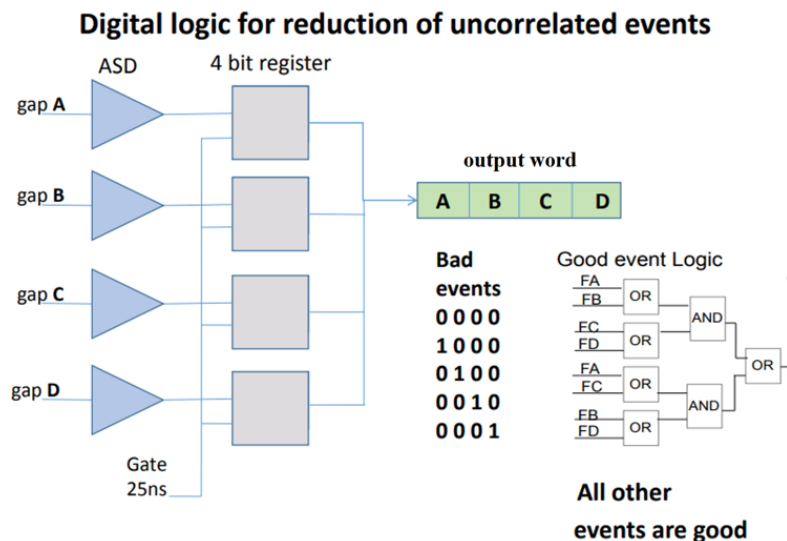 Digital logic for reduction of uncorrelated events
ASD
4 bit register
gap A
gap B
gap C
gap D
Gate
25ns
output word
A B C D
Bad
events
0 0 0 0
1 0 0 0
0 1 0 0
0 0 1 0
0 0 0 1
Good event Logic
FA
FB
OR
AND
FC
FD
OR
OR
FA
FC
OR
AND
FB
FD
OR
All other
events are good